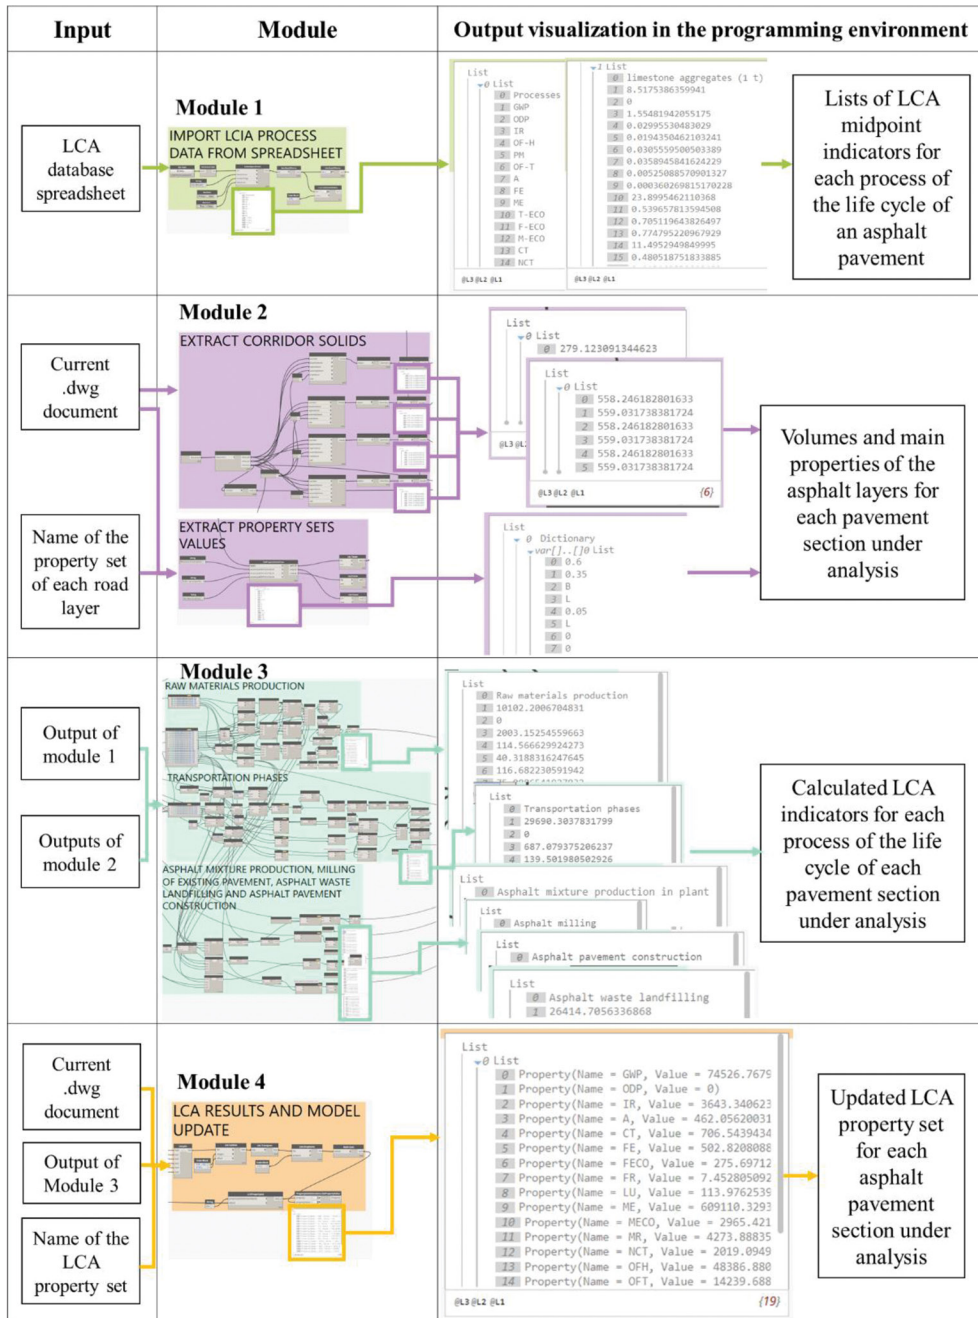 Input
Module
Output visualization in the programming environment
LCA
database
spreadsheet
Module 1
IMPORT LCIA PROCESS
DATA FROM SPREADSHEET
List
0 List
0 Processes
1 GWP
2 ODP
3 IR
4 OF-H
5 PM
6 OF-T
7 A
8 FE
9 ME
10 T-ECO
11 F-ECO
12 M-ECO
13 CT
14 NCT
@L3 @L2 @L1
1 List
0 limestone aggregates (1 t)
1 8.5175386359941
2 0
3 1.55481942055175
4 0.02995530483029
5 0.0194350462103241
6 0.0305559500503389
7 0.0358945841624229
8 0.00525088570901327
9 0.000360269815170228
10 23.8995462110368
11 0.539657813594508
12 0.705119643826497
13 0.774795220967929
14 11.4952949849995
15 0.480518751833885
@L3 @L2 @L1
Lists of LCA
midpoint
indicators for
each process of
the life cycle of
an asphalt
pavement
Current
.dwg
document
Name of the
property set
of each road
layer
Module 2
EXTRACT CORRIDOR SOLIDS
EXTRACT PROPERTY SETS
VALUES
List
0 List
0 279.123091344623
List
0 List
0 558.246182801633
1 559.031738381724
2 558.246182801633
3 559.031738381724
4 558.246182801633
5 559.031738381724
@L3 @L2 @L1
{6}
Dictionary
0
var[]..[]0 List
0 0.6
1 0.35
2 B
3 L
4 0.05
5 L
6 0
7 0
Volumes and main
properties of the
asphalt layers for
each pavement
section under
analysis
Output of
module 1
Outputs of
module 2
Module 3
RAW MATERIALS PRODUCTION
TRANSPORTATION PHASES
ASPHALT MIXTURE PRODUCTION, MILLING
OF EXISTING PAVEMENT, ASPHALT WASTE
LANDFILLING AND ASPHALT PAVEMENT
CONSTRUCTION
List
0 Raw materials production
1 10102.2006704831
2 0
3 2003.15254559663
4 114.566629924273
5 40.3188316247645
6 116.682230591942
List
0 Transportation phases
1 29690.3037831799
2 0
3 687.079375206237
4 139.501980502926
0 Asphalt mixture production in plant
List
0 Asphalt milling
List
0 Asphalt pavement construction
List
0 Asphalt waste landfilling
1 26414.7056336868
Calculated LCA
indicators for each
process of the life
cycle of each
pavement section
under analysis
Current
.dwg
document
Output of
Module 3
Name of the
LCA
property set
Module 4
LCA RESULTS AND MODEL
UPDATE
List
0 List
0 Property(Name = GWP, Value = 74526.7679
1 Property(Name = ODP, Value = 0)
2 Property(Name = IR, Value = 3643.340623
3 Property(Name = A, Value = 462.05620031
4 Property(Name = CT, Value = 706.5439434
5 Property(Name = FE, Value = 502.8208088
6 Property(Name = FECO, Value = 275.69712
7 Property(Name = FR, Value = 7.452805092
8 Property(Name = LU, Value = 113.9762539
9 Property(Name = ME, Value = 609110.3293
10 Property(Name = MECO, Value = 2965.421
11 Property(Name = MR, Value = 4273.88835
12 Property(Name = NCT, Value = 2019.0949
13 Property(Name = OFH, Value = 48386.880
14 Property(Name = OFT, Value = 14239.688
@L3 @L2 @L1
{19}
Updated LCA
property set
for each
asphalt
pavement
section under
analysis